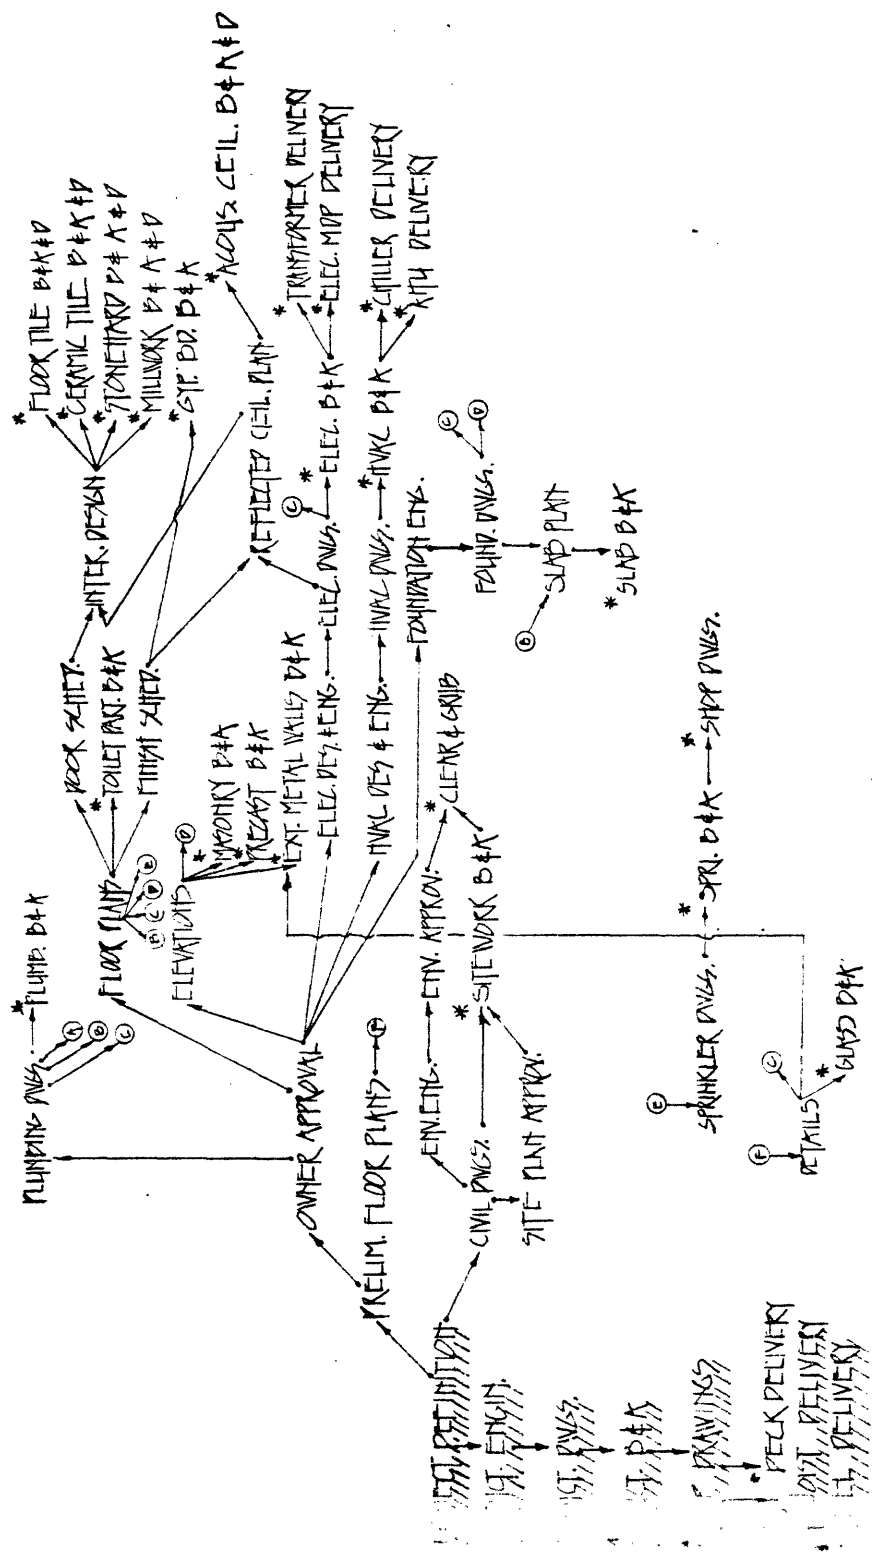 PLUMBING DWGS.
* PLUMB. B&A
A
B
C
FLOOR PLANS
B
C
D
E
DOOR SCHED.
* TOILET PART. B&A
FINISH SCHED.
INTER. DESIGN
* FLOOR TILE B&A&D
* CERAMIC TILE B&A&D
* STONEHARD B&A&D
* MILLWORK B&A&D
* GYP. BD. B&A
ELEVATIONS
D
* MASONRY B&A
* PRECAST B&A
* EXT. METAL WALLS B&A
REFLECTED CEIL. PLAN
* ACOUS. CEIL. B&A&D
OWNER APPROVAL
ELEC. DES. & ENG.
ELEC. DWGS.
C
* ELEC. B&A
* TRANSFORMER DELIVERY
* ELEC. MDP DELIVERY
PRELIM. FLOOR PLANS
F
HVAC DES & ENG.
HVAC DWGS.
* HVAC B&A
* CHILLER DELIVERY
* AHU DELIVERY
FOUNDATION ENG.
FOUND. DWGS.
C
D
B
SLAB PLAN
* SLAB B&A
ENV. ENG.
ENV. APPROV.
* CLEAR & GRUB
CIVIL DWGS.
* SITEWORK B&A
SITE PLAN APPROV.
E
SPRINKLER DWGS.
* SPRI. B&A
* SHOP DWGS.
F
DETAILS
C
* GLASS B&A
DEFINITION
ENGIN.
DWGS.
B&A
DRAWINGS
* DECK DELIVERY
DELIVERY
DELIVERY